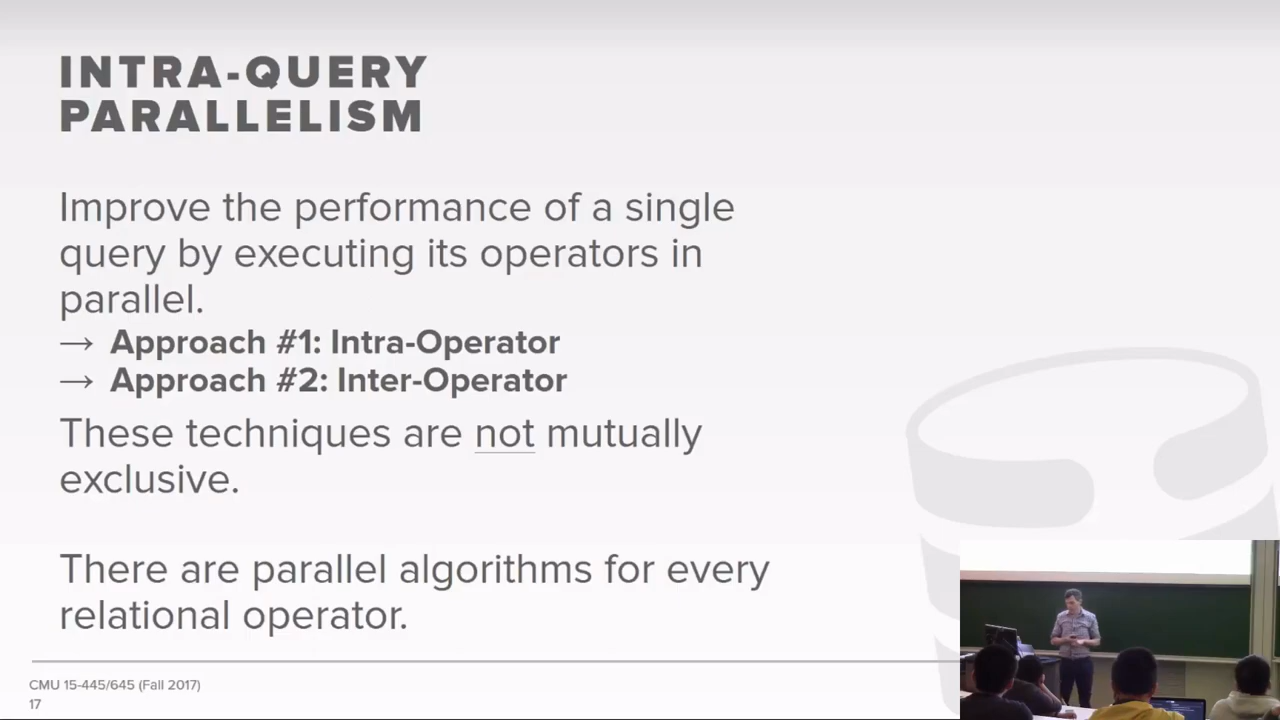 INTRA-QUERY
PARALLELISM
Improve the performance of a single
query by executing its operators in
parallel.
→ Approach #1: Intra-Operator
→ Approach #2: Inter-Operator
These techniques are not mutually
exclusive.
There are parallel algorithms for every
relational operator.
CMU 15-445/645 (Fall 2017)
17